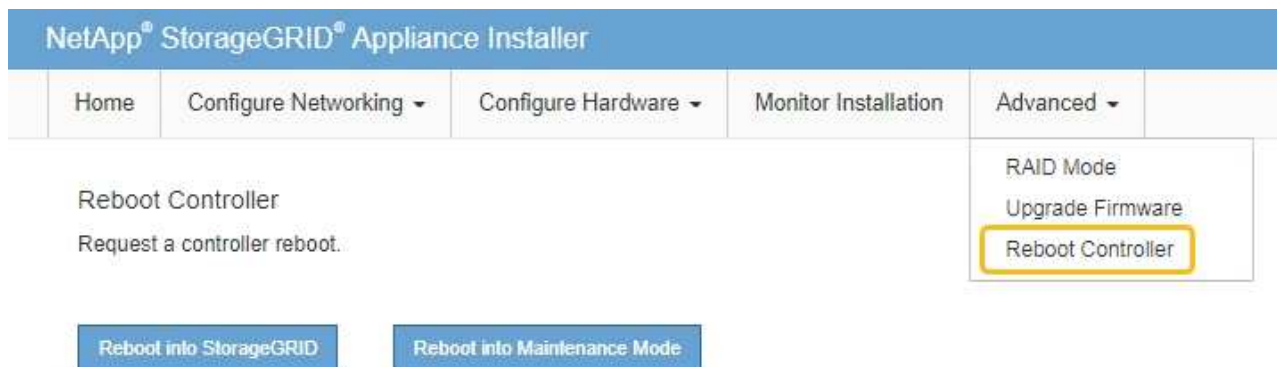 NetApp® StorageGRID® Appliance Installer
Home Configure Networking Configure Hardware Monitor Installation Advanced
RAID Mode
Upgrade Firmware
Reboot Controller
Reboot Controller
Request a controller reboot.
Reboot into StorageGRID Reboot into Maintenance Mode